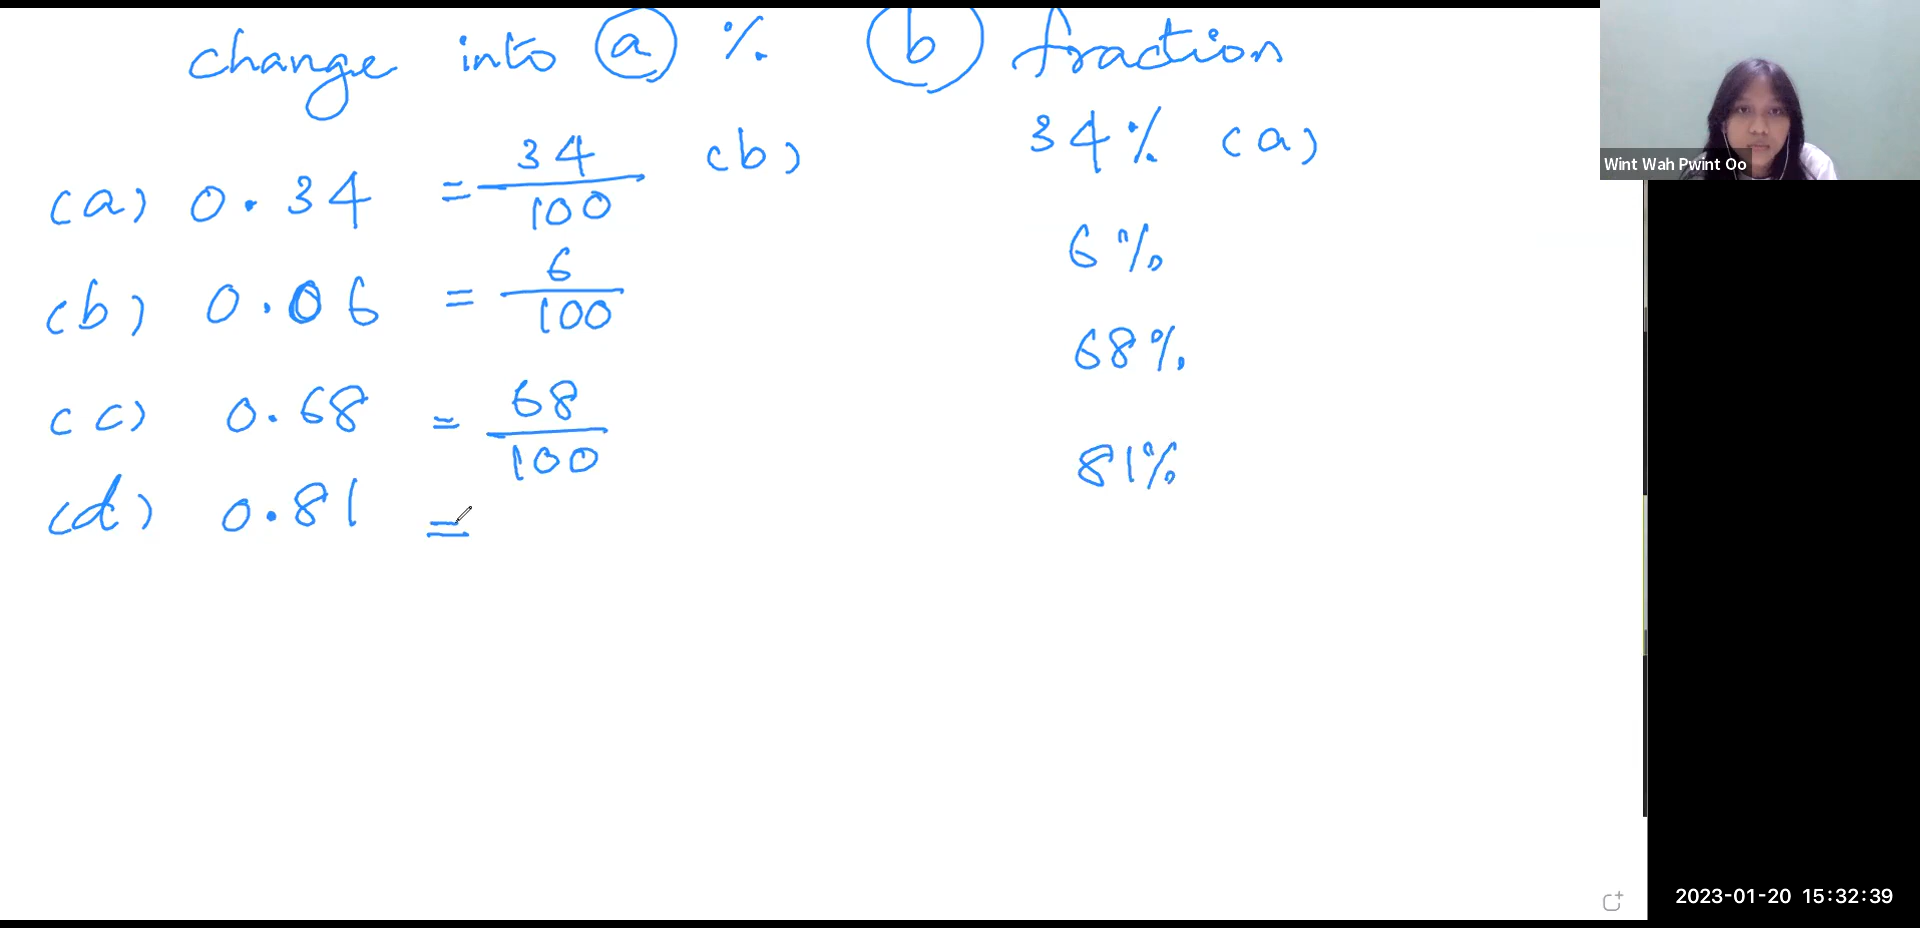 change into (a) % (b) fraction
(a) 0.34 = 34/100 (b) 34% (a)
(b) 0.06 = 6/100 6%
(c) 0.68 = 68/100 68%
(d) 0.81 = 81%
Wint Wah Pwint Oo
2023-01-20 15:32:39